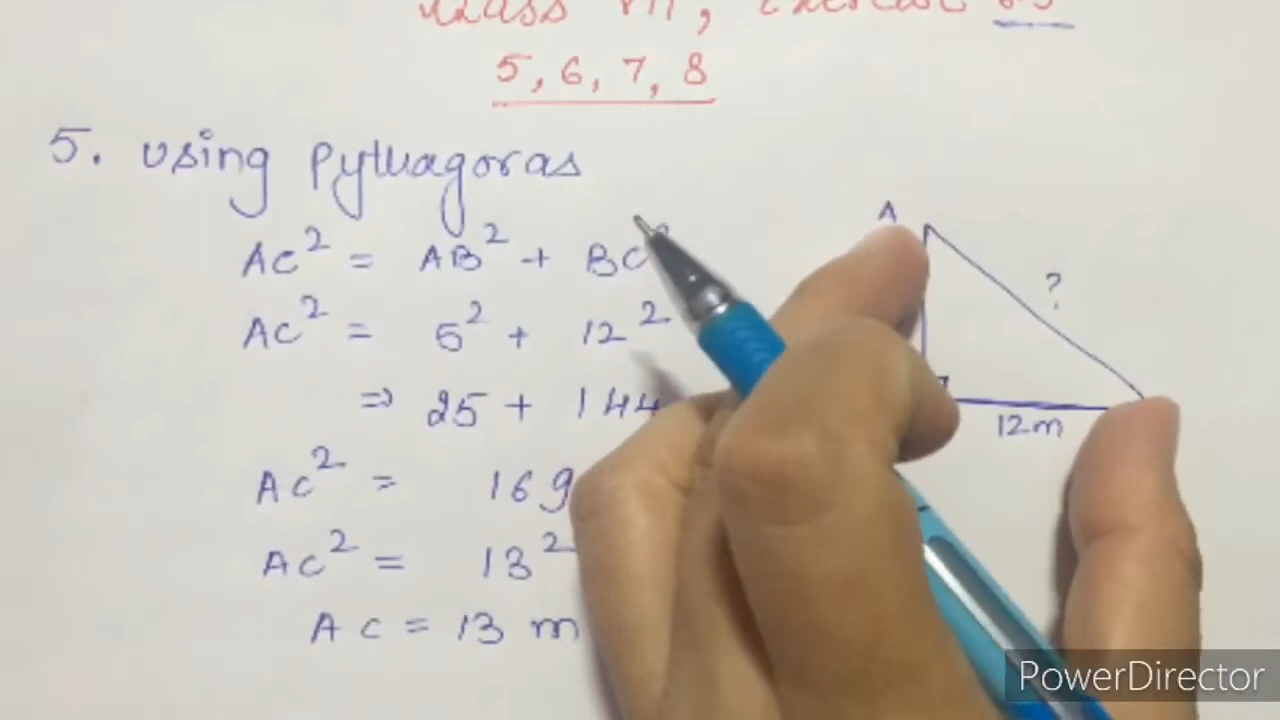 5, 6, 7, 8
5. using pythagoras
AC² = AB² + BC²
AC² = 5² + 12²
⇒ 25 + 144
AC² = 169
AC² = 13²
AC = 13 m
A
?
12m
PowerDirector